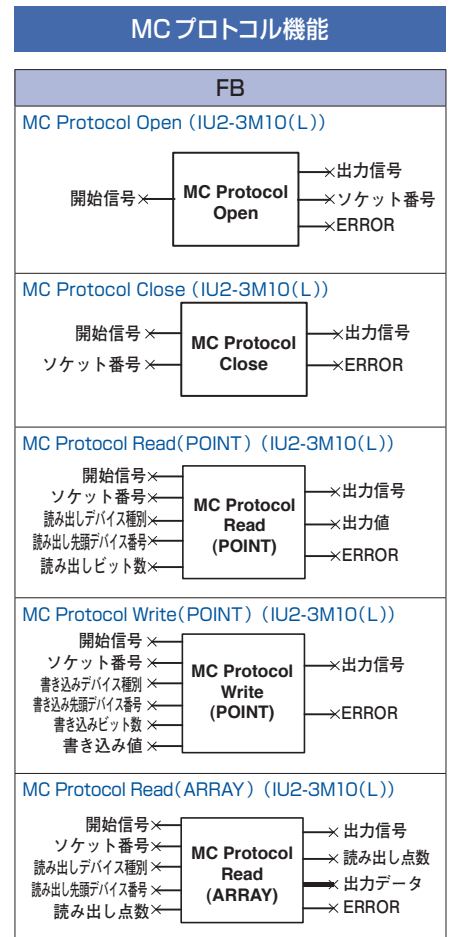 MCプロトコル機能
FB
MC Protocol Open（IU2-3M10(L)）
開始信号
MC Protocol
Open
出力信号
ソケット番号
ERROR
MC Protocol Close（IU2-3M10(L)）
開始信号
ソケット番号
MC Protocol
Close
出力信号
ERROR
MC Protocol Read(POINT)（IU2-3M10(L)）
開始信号
ソケット番号
読み出しデバイス種別
読み出し先頭デバイス番号
読み出しビット数
MC Protocol
Read
(POINT)
出力信号
出力値
ERROR
MC Protocol Write(POINT)（IU2-3M10(L)）
開始信号
ソケット番号
書き込みデバイス種別
書き込み先頭デバイス番号
書き込みビット数
書き込み値
MC Protocol
Write
(POINT)
出力信号
ERROR
MC Protocol Read(ARRAY)（IU2-3M10(L)）
開始信号
ソケット番号
読み出しデバイス種別
読み出し先頭デバイス番号
読み出し点数
MC Protocol
Read
(ARRAY)
出力信号
読み出し点数
出力データ
ERROR